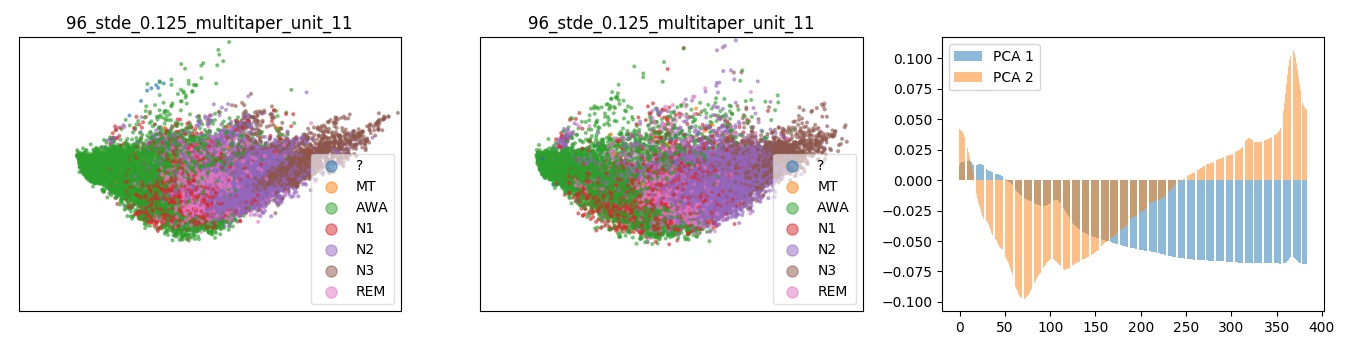 96_stde_0.125_multitaper_unit_11
?
MT
AWA
N1
N2
N3
REM
96_stde_0.125_multitaper_unit_11
?
MT
AWA
N1
N2
N3
REM
PCA 1
PCA 2
0.100
0.075
0.050
0.025
0.000
−0.025
−0.050
−0.075
−0.100
0 50 100 150 200 250 300 350 400